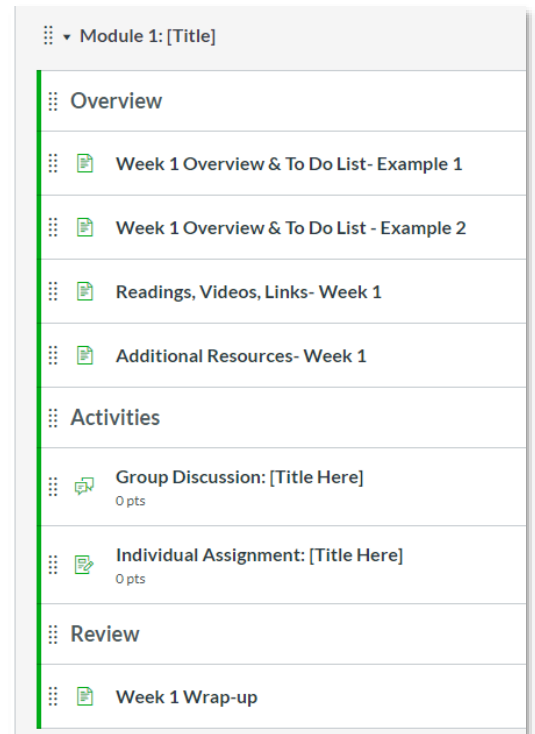 Module 1: [Title]
Overview
Week 1 Overview & To Do List- Example 1
Week 1 Overview & To Do List - Example 2
Readings, Videos, Links- Week 1
Additional Resources- Week 1
Activities
Group Discussion: [Title Here]
0 pts
Individual Assignment: [Title Here]
0 pts
Review
Week 1 Wrap-up